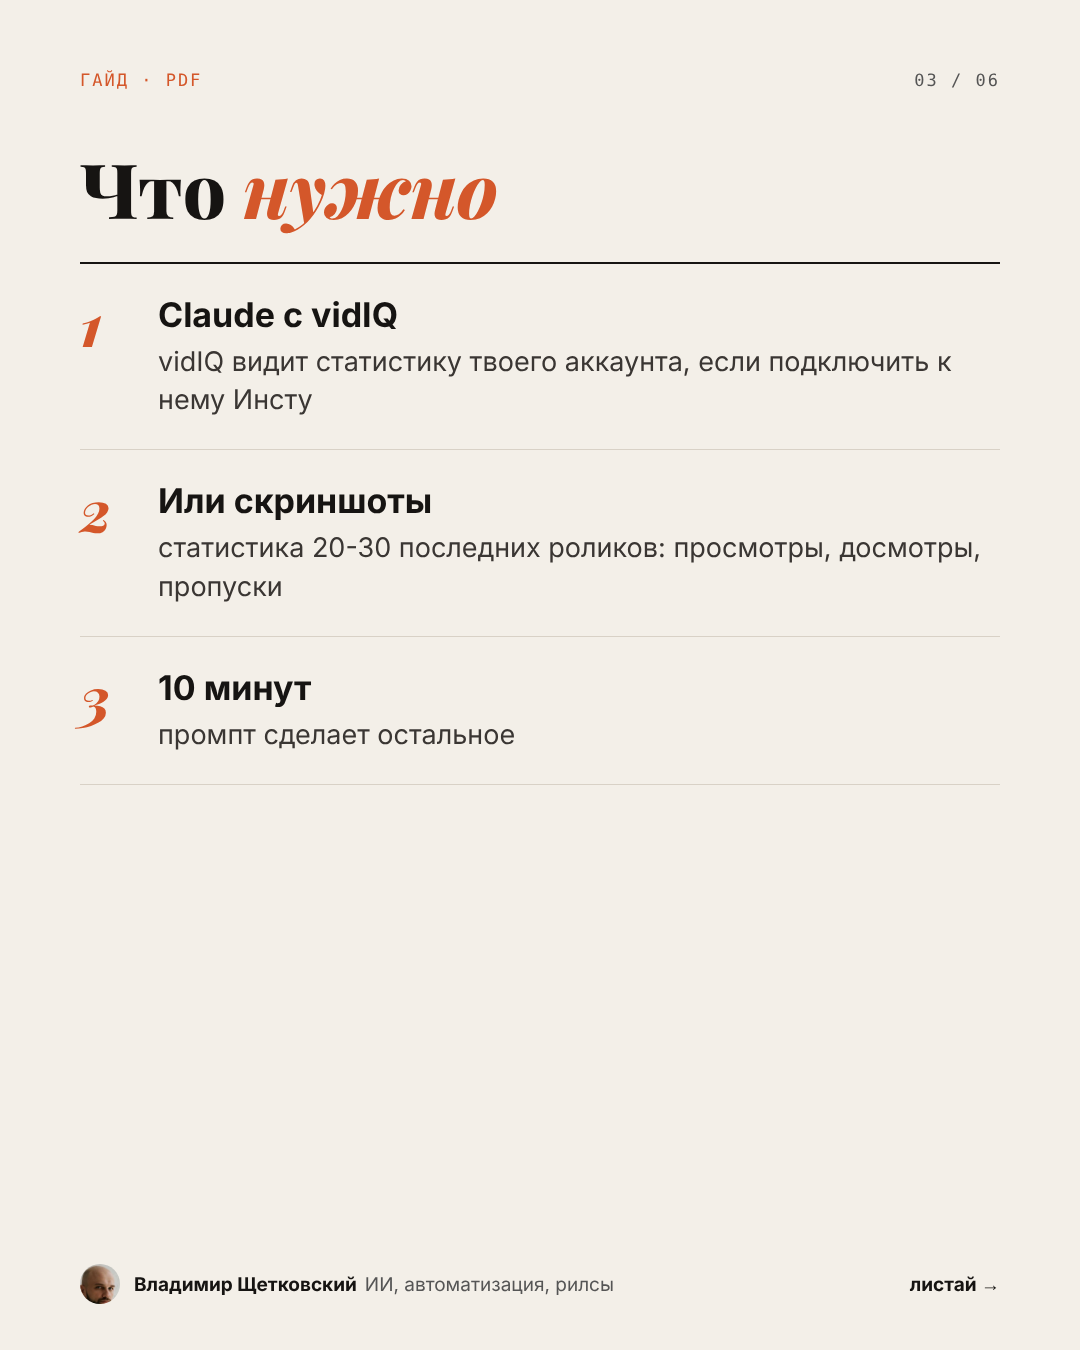 ГАЙД · PDF
03 / 06
Что нужно
1
Claude с vidIQ
vidIQ видит статистику твоего аккаунта, если подключить к
нему Инсту
2
Или скриншоты
статистика 20-30 последних роликов: просмотры, досмотры,
пропуски
3
10 минут
промпт сделает остальное
Владимир Щетковский ИИ, автоматизация, рилсы
листай →